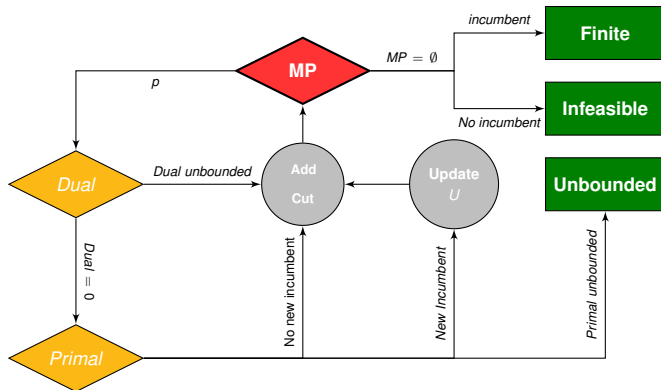 incumbent
Finite
MP
MP = ∅
p
No incumbent
Infeasible
Dual
Dual unbounded
Add
Cut
Update
U
Unbounded
Dual = 0
No new incumbent
New Incumbent
Primal unbounded
Primal